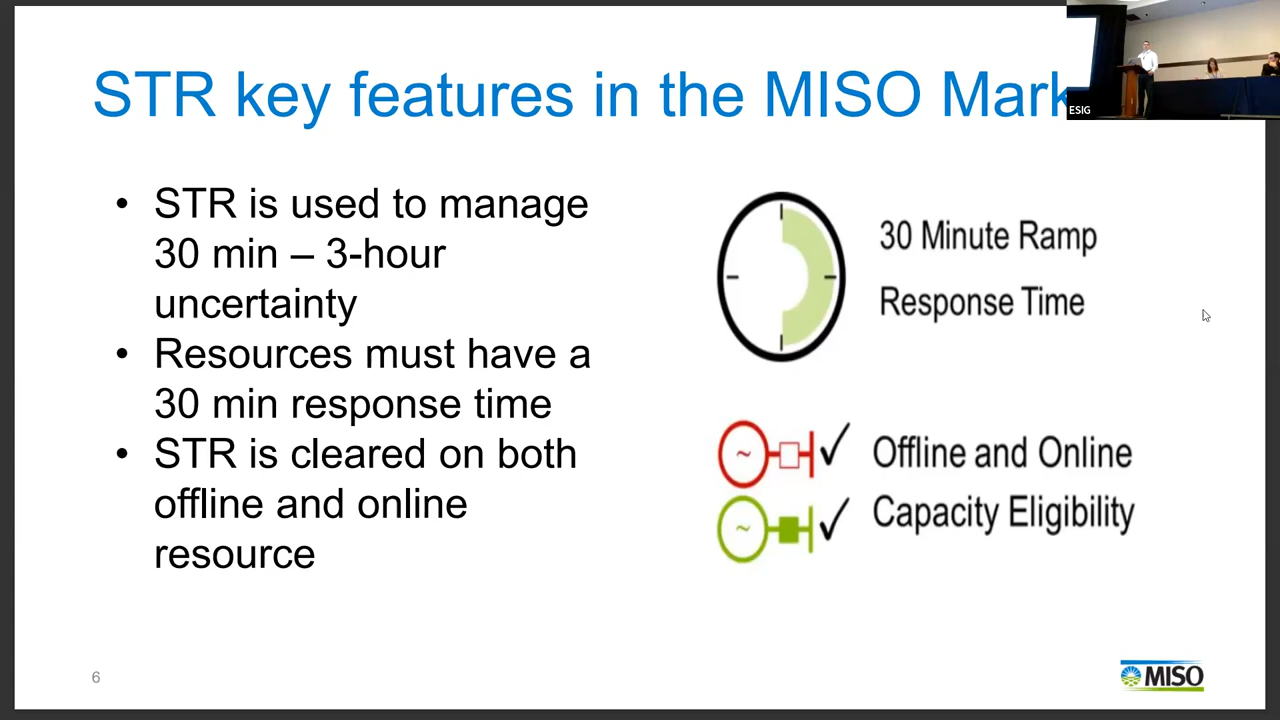 STR key features in the MISO Mark
ESIG
• STR is used to manage
30 min – 3-hour
uncertainty
• Resources must have a
30 min response time
• STR is cleared on both
offline and online
resource
30 Minute Ramp
Response Time
Offline and Online
Capacity Eligibility
6
MISO